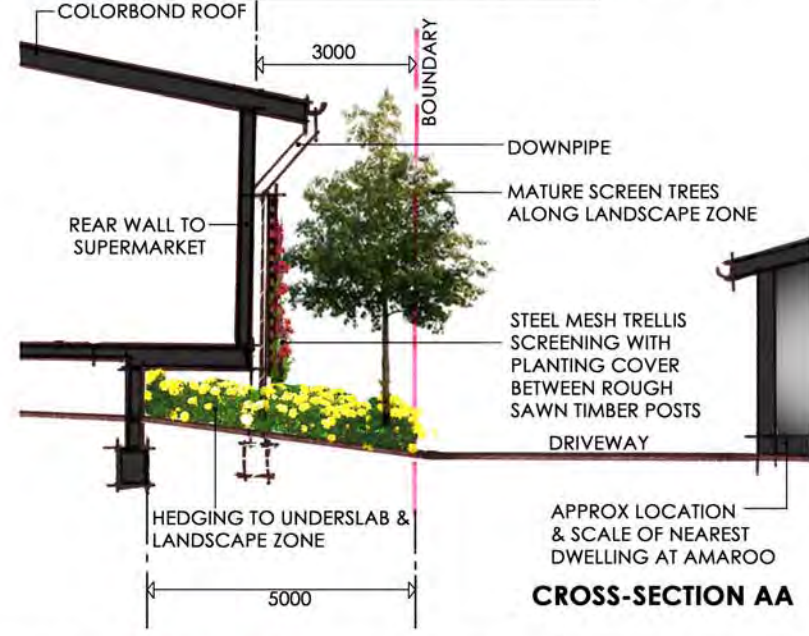 COLORBOND ROOF
3000
BOUNDARY
DOWNPIPE
MATURE SCREEN TREES
ALONG LANDSCAPE ZONE
REAR WALL TO
SUPERMARKET
STEEL MESH TRELLIS
SCREENING WITH
PLANTING COVER
BETWEEN ROUGH
SAWN TIMBER POSTS
DRIVEWAY
HEDGING TO UNDERSLAB &
LANDSCAPE ZONE
APPROX LOCATION
& SCALE OF NEAREST
DWELLING AT AMAROO
5000
CROSS-SECTION AA